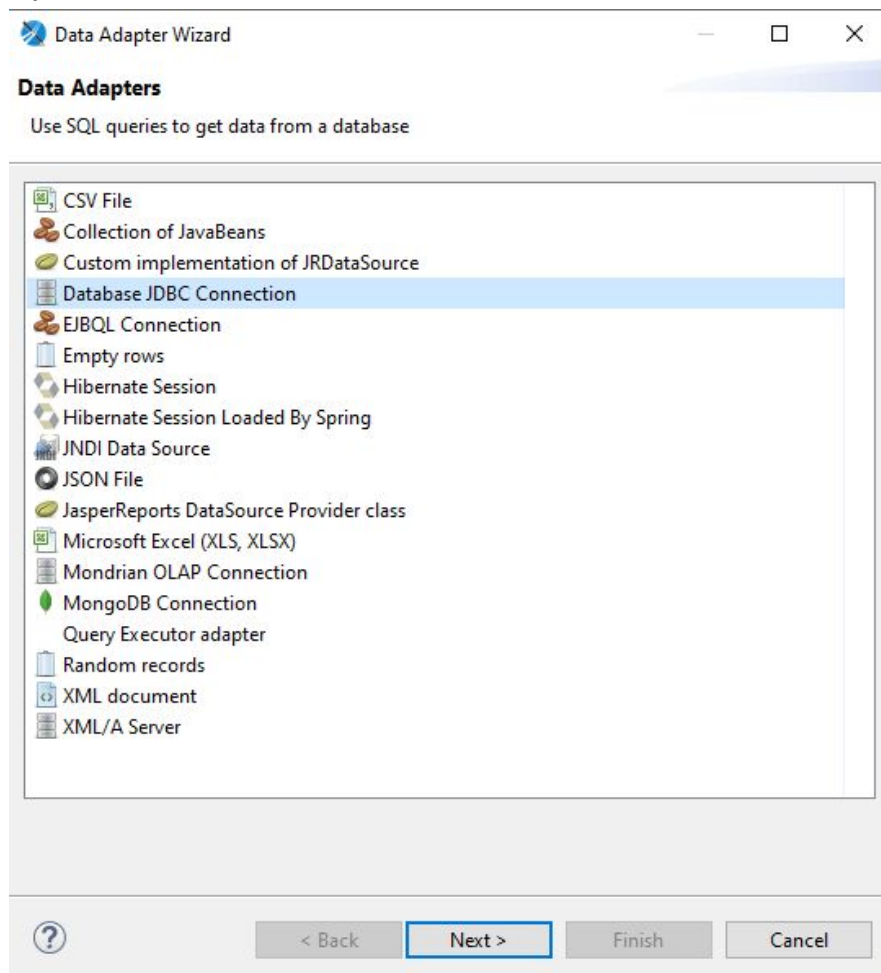 Data Adapter Wizard
Data Adapters
Use SQL queries to get data from a database
CSV File
Collection of JavaBeans
Custom implementation of JRDataSource
Database JDBC Connection
EJBQL Connection
Empty rows
Hibernate Session
Hibernate Session Loaded By Spring
JNDI Data Source
JSON File
JasperReports DataSource Provider class
Microsoft Excel (XLS, XLSX)
Mondrian OLAP Connection
MongoDB Connection
Query Executor adapter
Random records
XML document
XML/A Server
? < Back Next > Finish Cancel